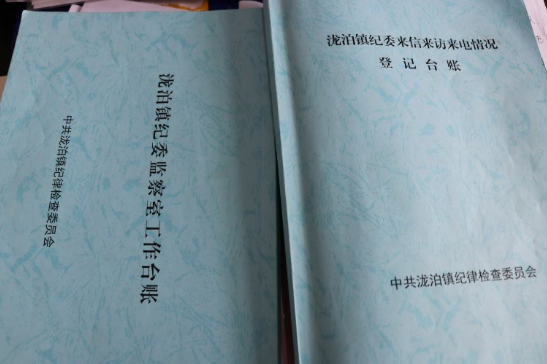 泷泊镇纪委监察室工作台账
中共泷泊镇纪律检查委员会
泷泊镇纪委来信来访来电情况
登记台账
中共泷泊镇纪律检查委员会